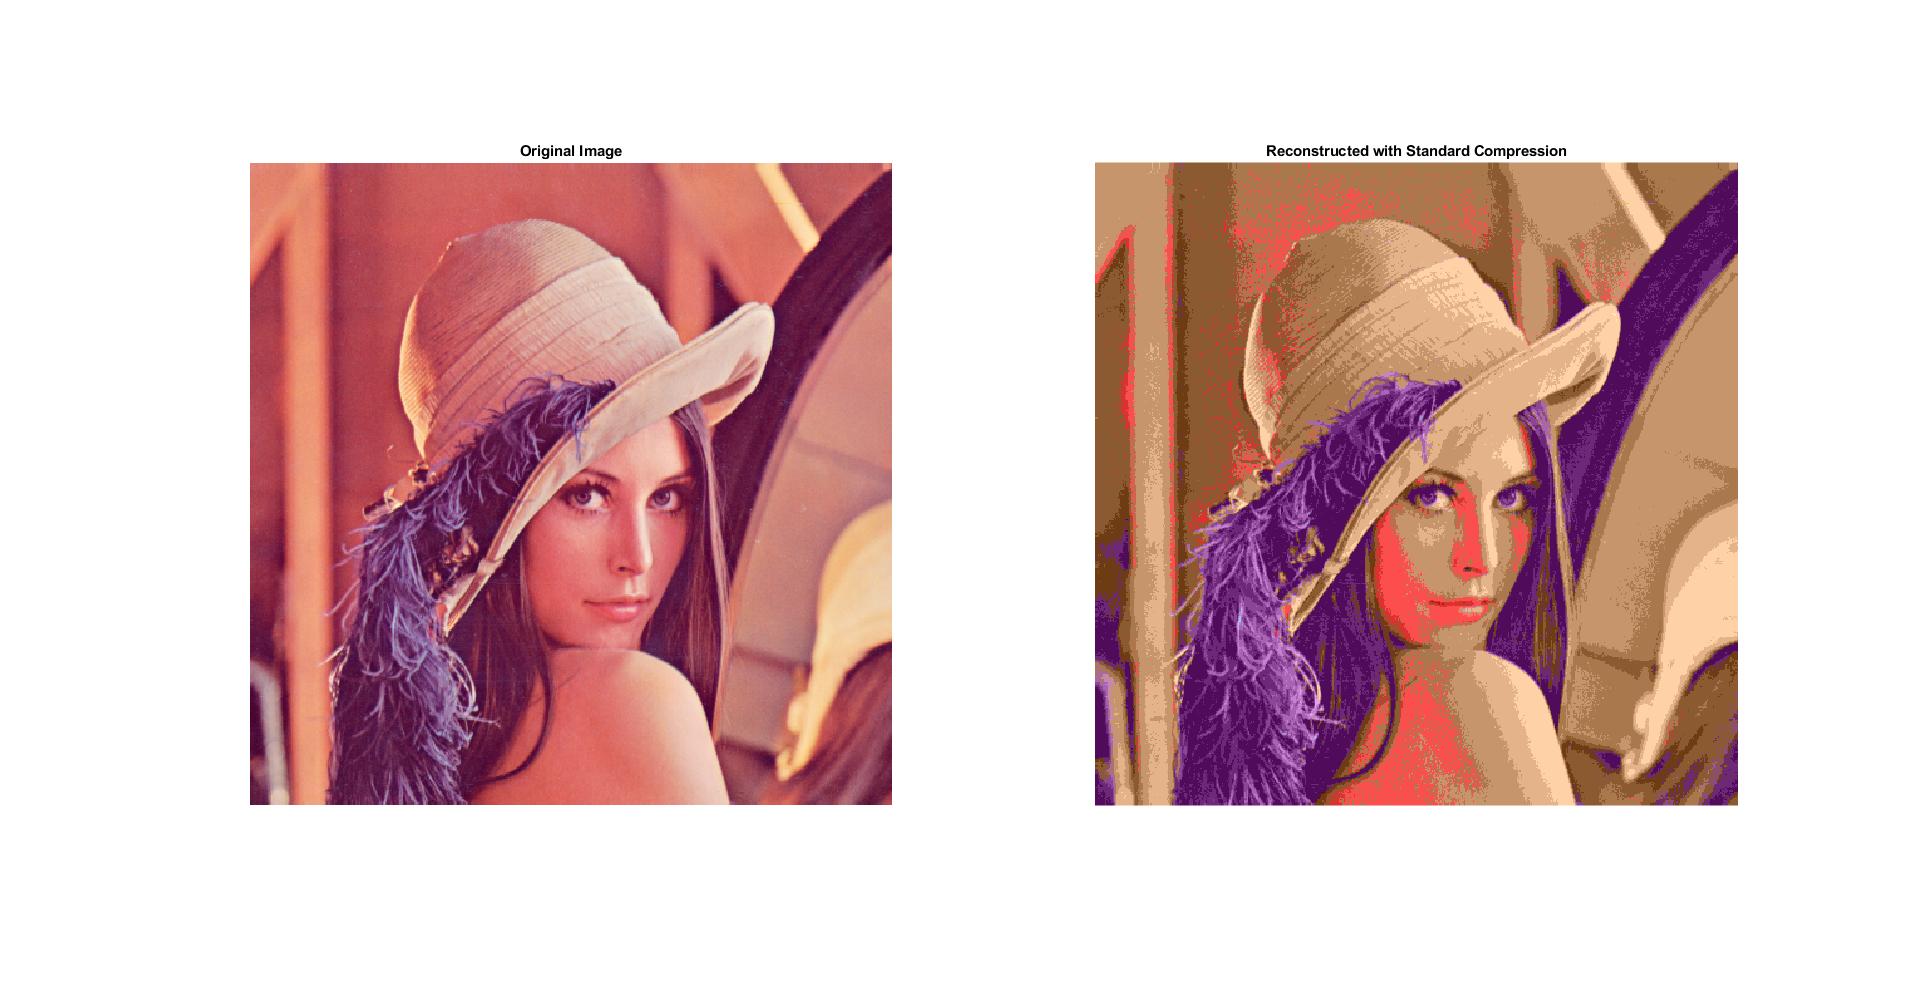 Original Image
Reconstructed with Standard Compression